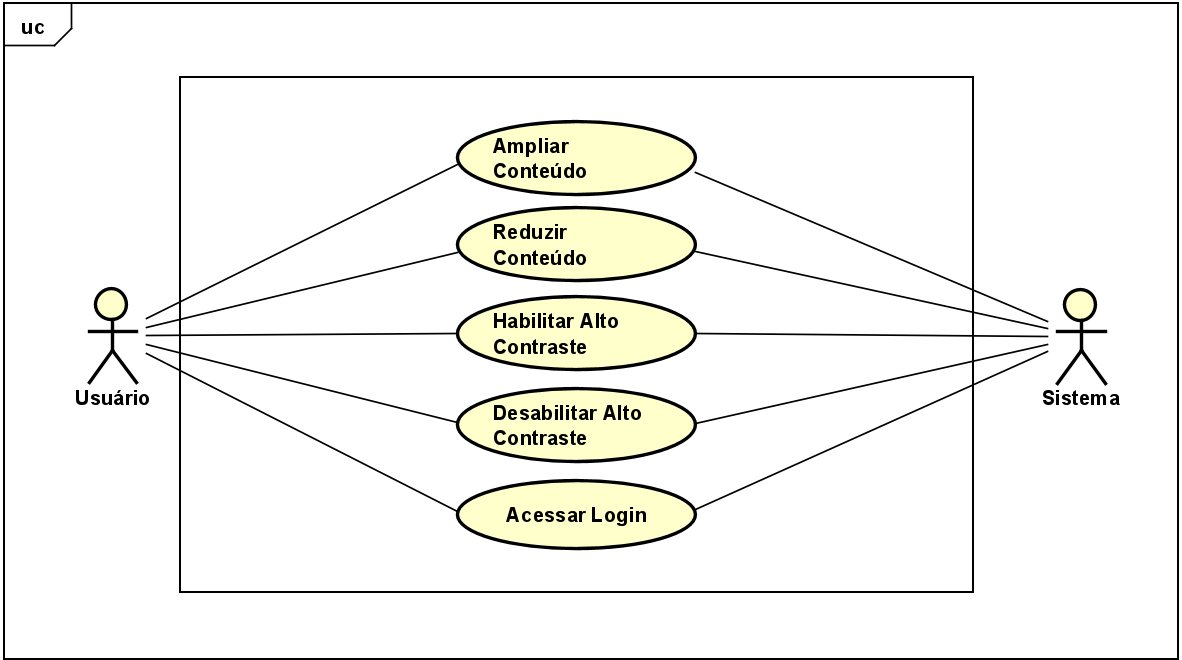 uc
Ampliar
Conteúdo
Reduzir
Conteúdo
Habilitar Alto
Contraste
Usuário
Sistema
Desabilitar Alto
Contraste
Acessar Login